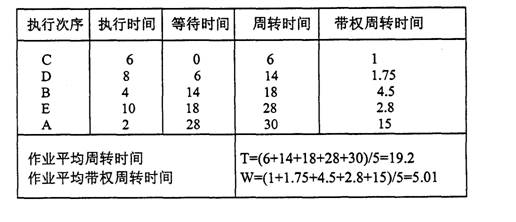 执行次序 执行时间 等待时间 周转时间 带权周转时间
C 6 0 6 1
D 8 6 14 1.75
B 4 14 18 4.5
E 10 18 28 2.8
A 2 28 30 15
作业平均周转时间 T=(6+14+18+28+30)/5=19.2
作业平均带权周转时间 W=(1+1.75+4.5+2.8+15)/5=5.01